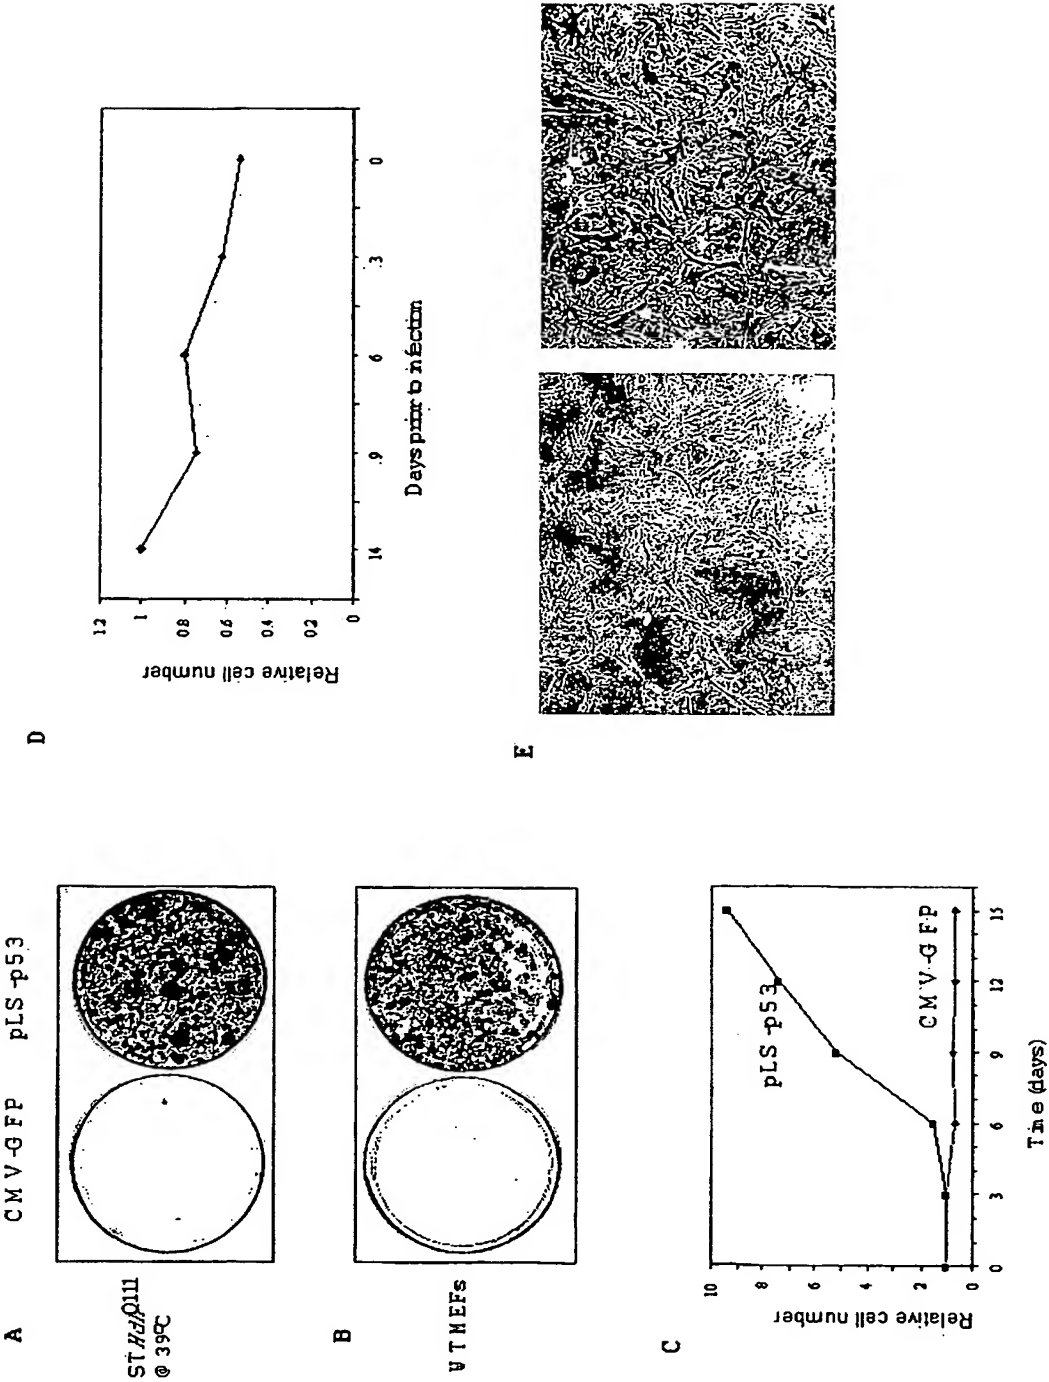 A
CMV-GFP pLS-p53
STHdhQ111
@ 39°C
B
WTMEFs
C
Relative cell number
10
8
6
4
2
0
pLS-p53
CMV-GFP
0 3 6 9 12 15
Time (days)
D
Relative cell number
1.2
1
0.8
0.6
0.4
0.2
0
14 9 6 3 0
Days prior to infection
E